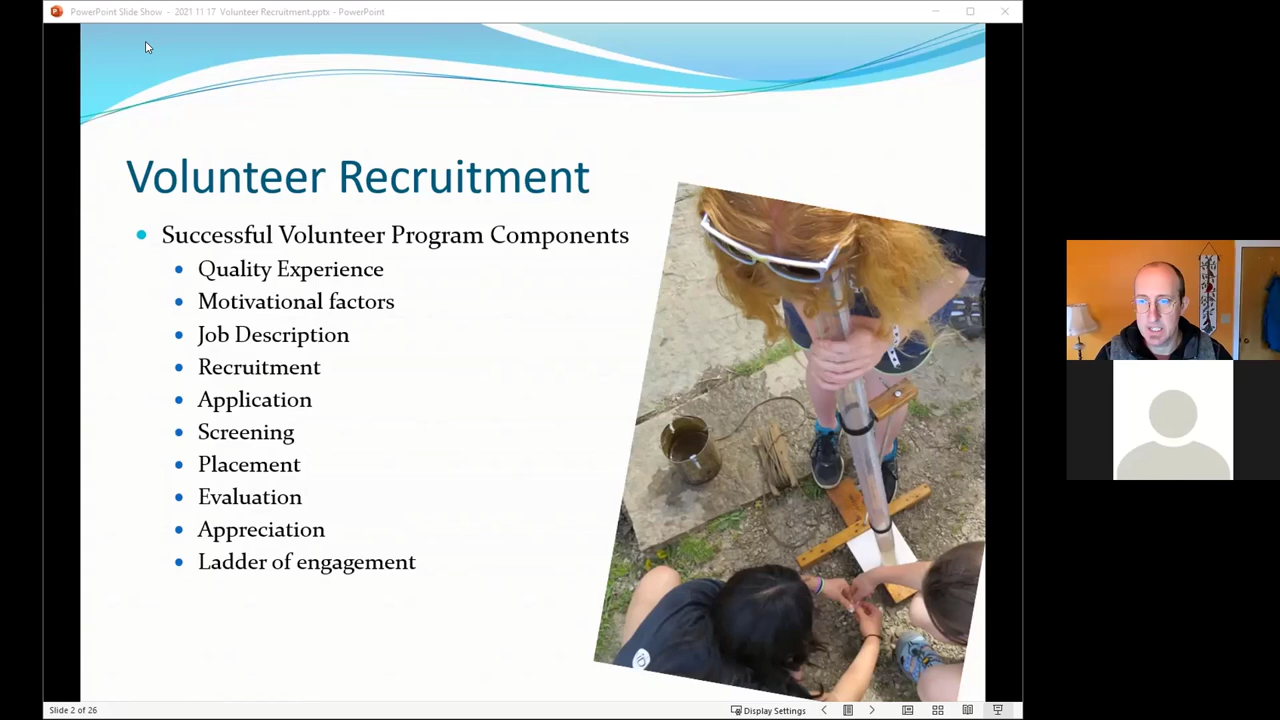 PowerPoint Slide Show - 2021 11 17 Volunteer Recruitment.pptx - PowerPoint
Volunteer Recruitment
Successful Volunteer Program Components
Quality Experience
Motivational factors
Job Description
Recruitment
Application
Screening
Placement
Evaluation
Appreciation
Ladder of engagement
Slide 2 of 26
Display Settings